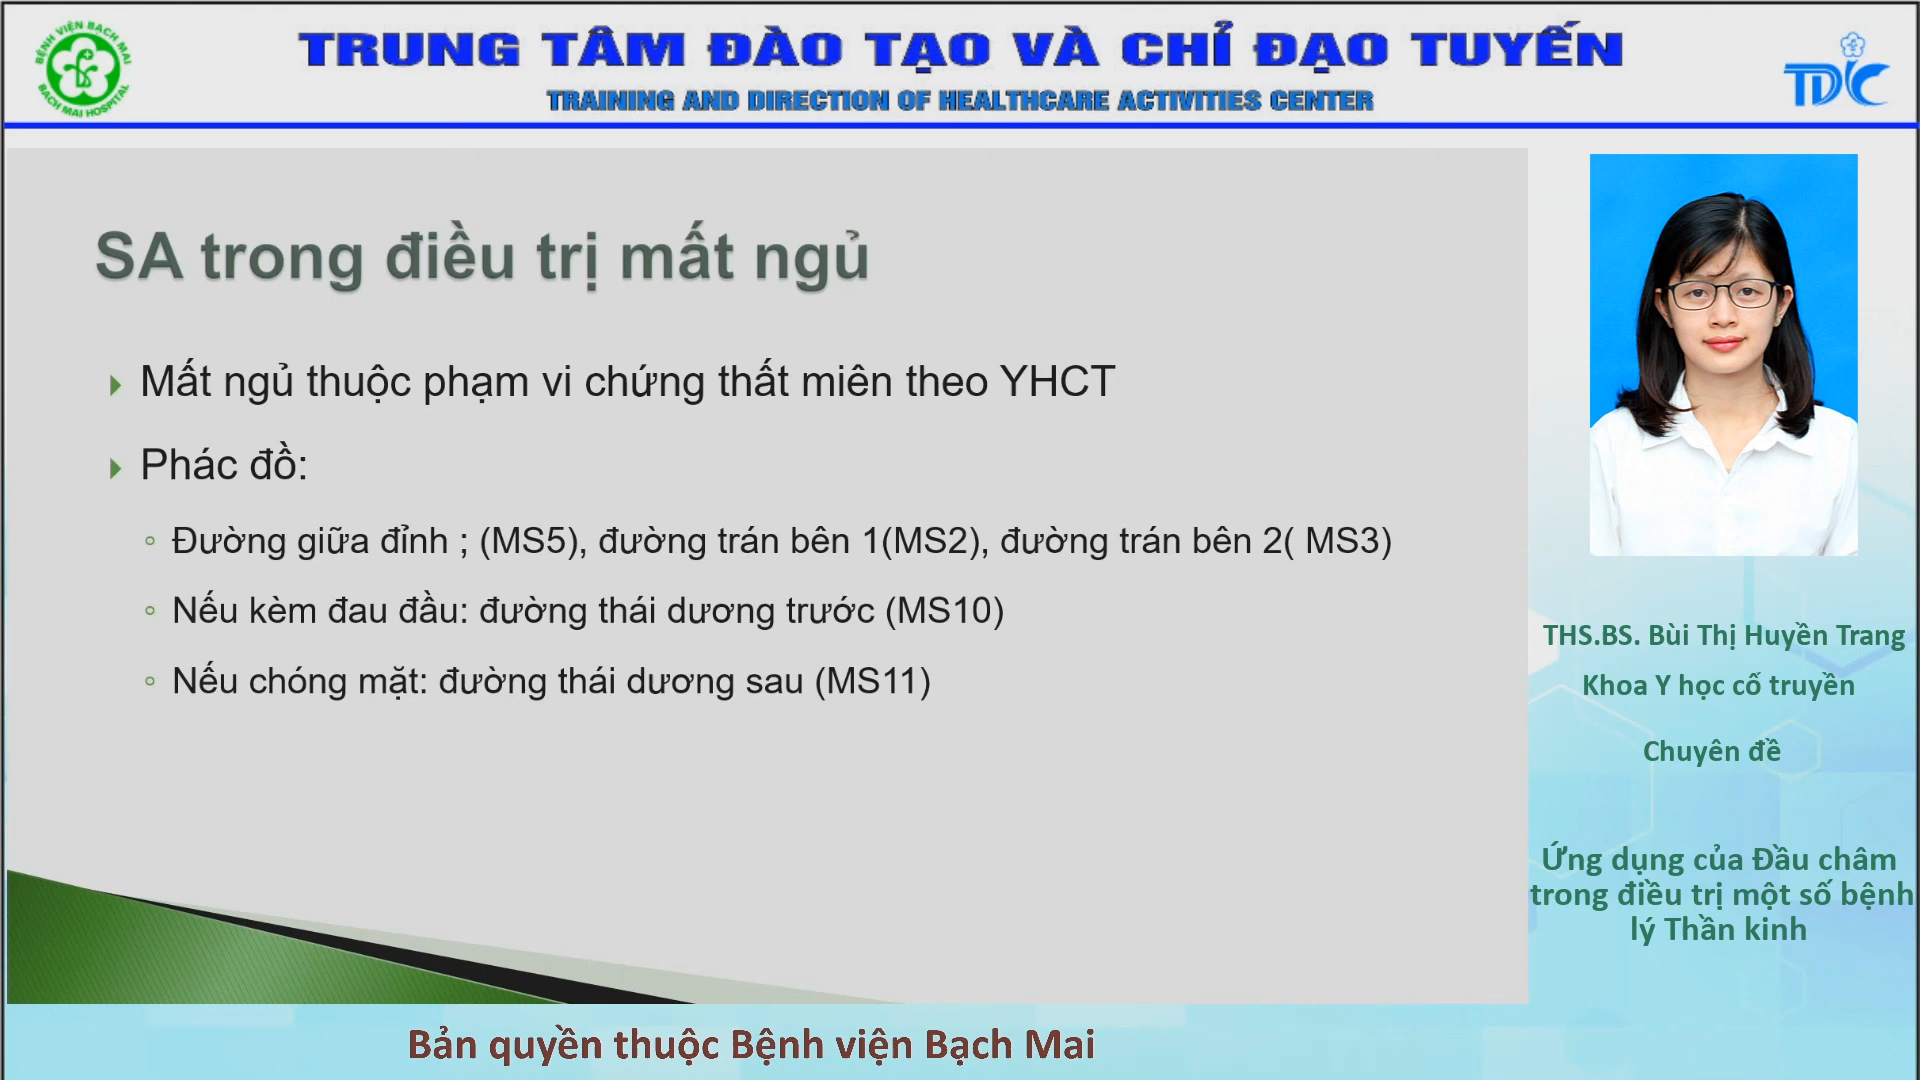 BỆNH VIỆN BẠCH MAI
BACH MAI HOSPITAL
TRUNG TÂM ĐÀO TẠO VÀ CHỈ ĐẠO TUYẾN
TRAINING AND DIRECTION OF HEALTHCARE ACTIVITIES CENTER
TDC
SA trong điều trị mất ngủ
Mất ngủ thuộc phạm vi chứng thất miên theo YHCT
Phác đồ:
Đường giữa đỉnh ; (MS5), đường trán bên 1(MS2), đường trán bên 2( MS3)
Nếu kèm đau đầu: đường thái dương trước (MS10)
Nếu chóng mặt: đường thái dương sau (MS11)
THS.BS. Bùi Thị Huyền Trang
Khoa Y học cố truyền
Chuyên đề
Ứng dụng của Đầu châm
trong điều trị một số bệnh
lý Thần kinh
Bản quyền thuộc Bệnh viện Bạch Mai